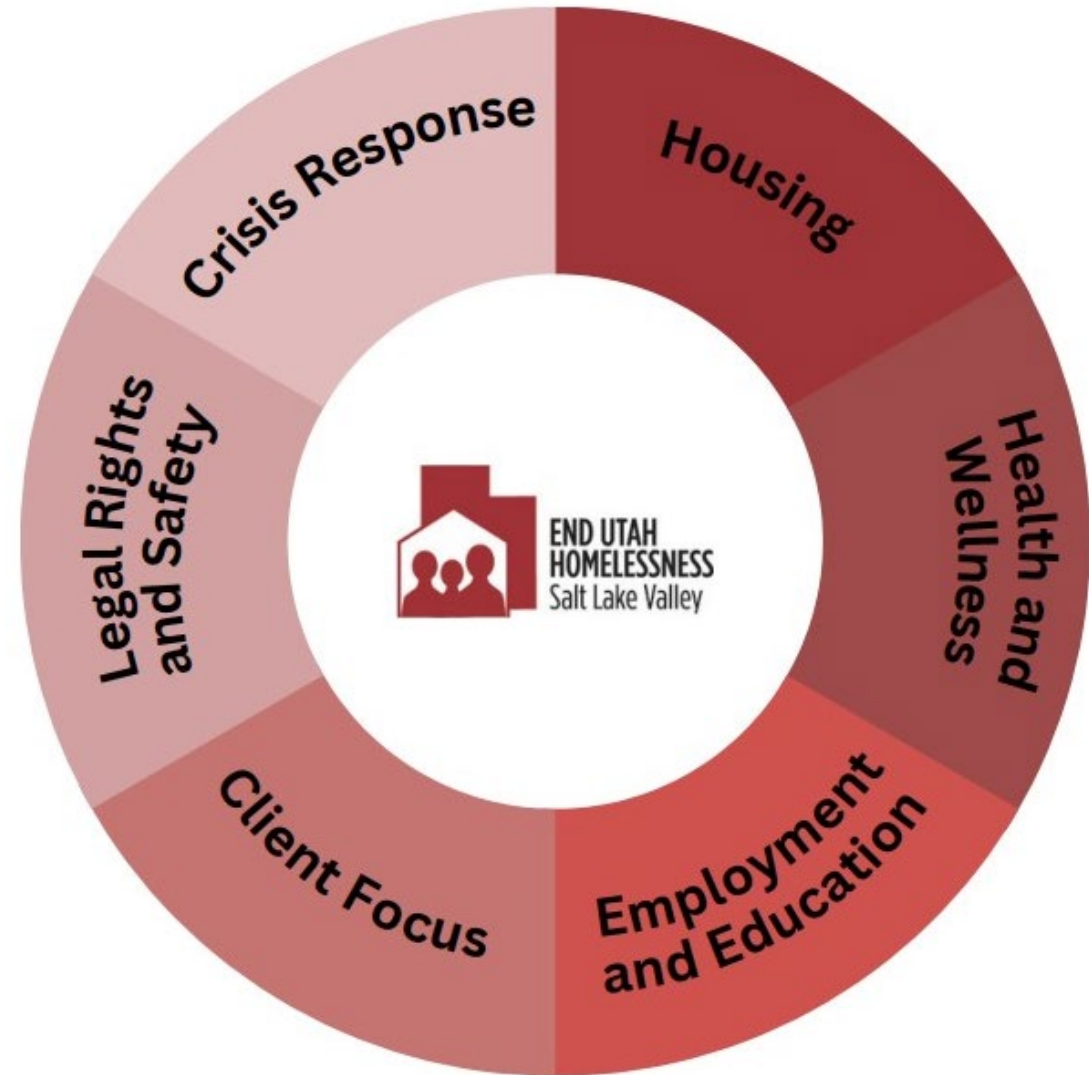 Crisis Response
Housing
Health and
Wellness
Employment
and Education
Client Focus
Legal Rights
and Safety
END UTAH
HOMELESSNESS
Salt Lake Valley